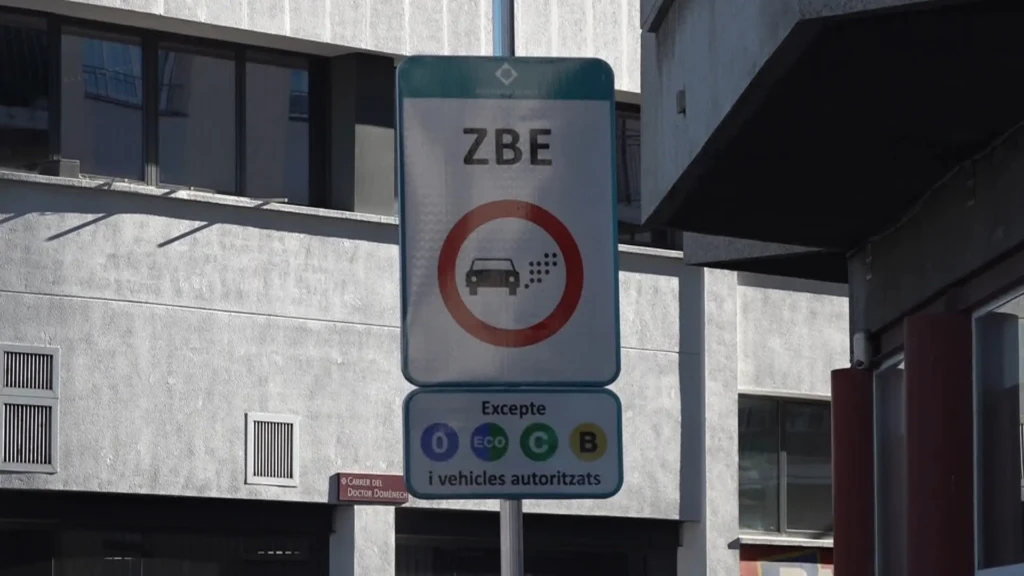 ZBE
Excepte
0 ECO C B
i vehicles autoritzats
CARRER DEL
DOCTOR DOMÈNECH